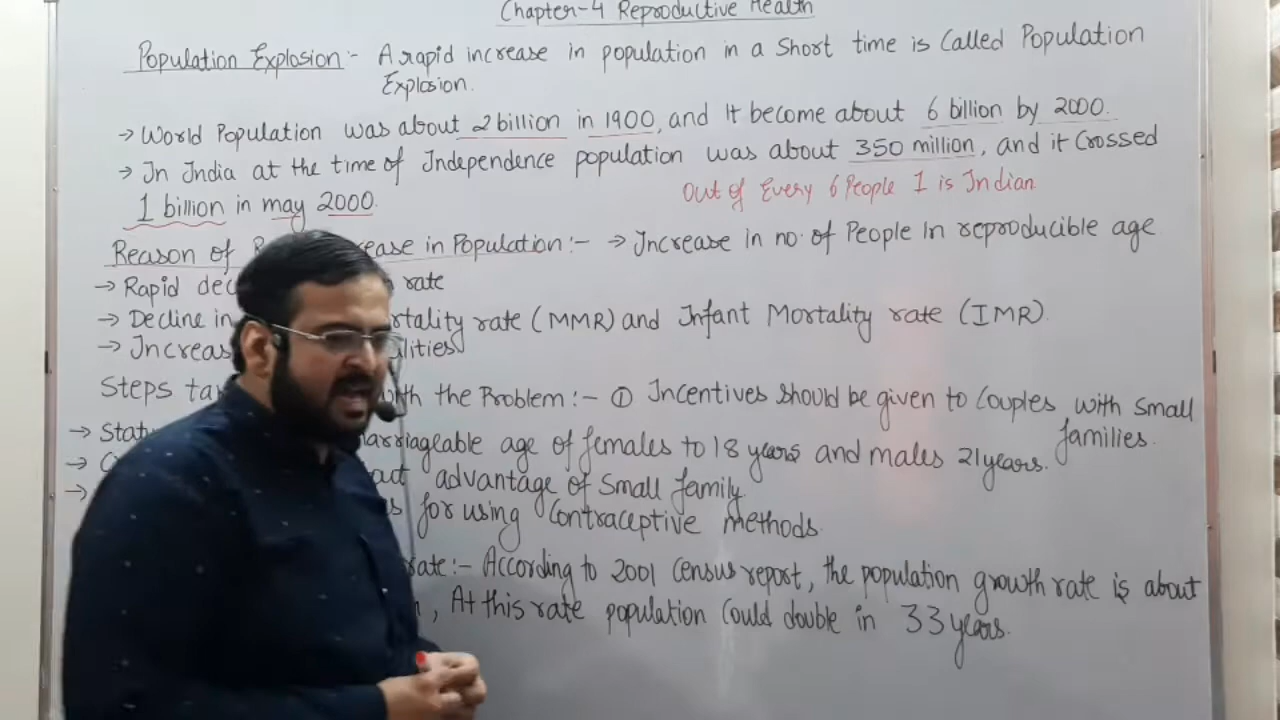 Chapter-4 Reproductive Health
Population Explosion:- A rapid increase in population in a Short time is Called Population
Explosion.
→ World Population was about 2 billion in 1900, and It become about 6 billion by 2000.
→ In India at the time of Independence population was about 350 million, and it Crossed
1 billion in may 2000.
Out of Every 6 People 1 is Indian.
Reason of ease in Population:- → Increase in no. of People in reproducible age
→ Rapid dec rate
→ Decline in rtality rate (MMR) and Infant Mortality rate (IMR).
→ Increas lities
Steps ta with the Problem:- ① Incentives should be given to Couples with small
families.
→ Stat arriageable age of females to 18 years and males 21 years.
→ advantage of Small family.
→ s for using Contraceptive methods.
rate:- According to 2001 Census report, the population growth rate is about
, At this rate population Could double in 33 years.